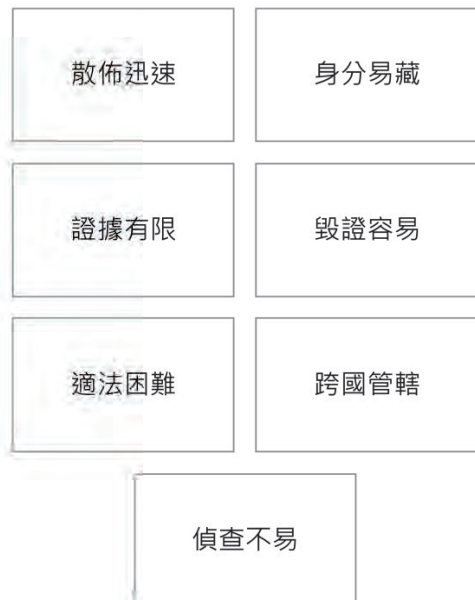 散佈迅速
身分易藏
證據有限
毀證容易
適法困難
跨國管轄
偵查不易